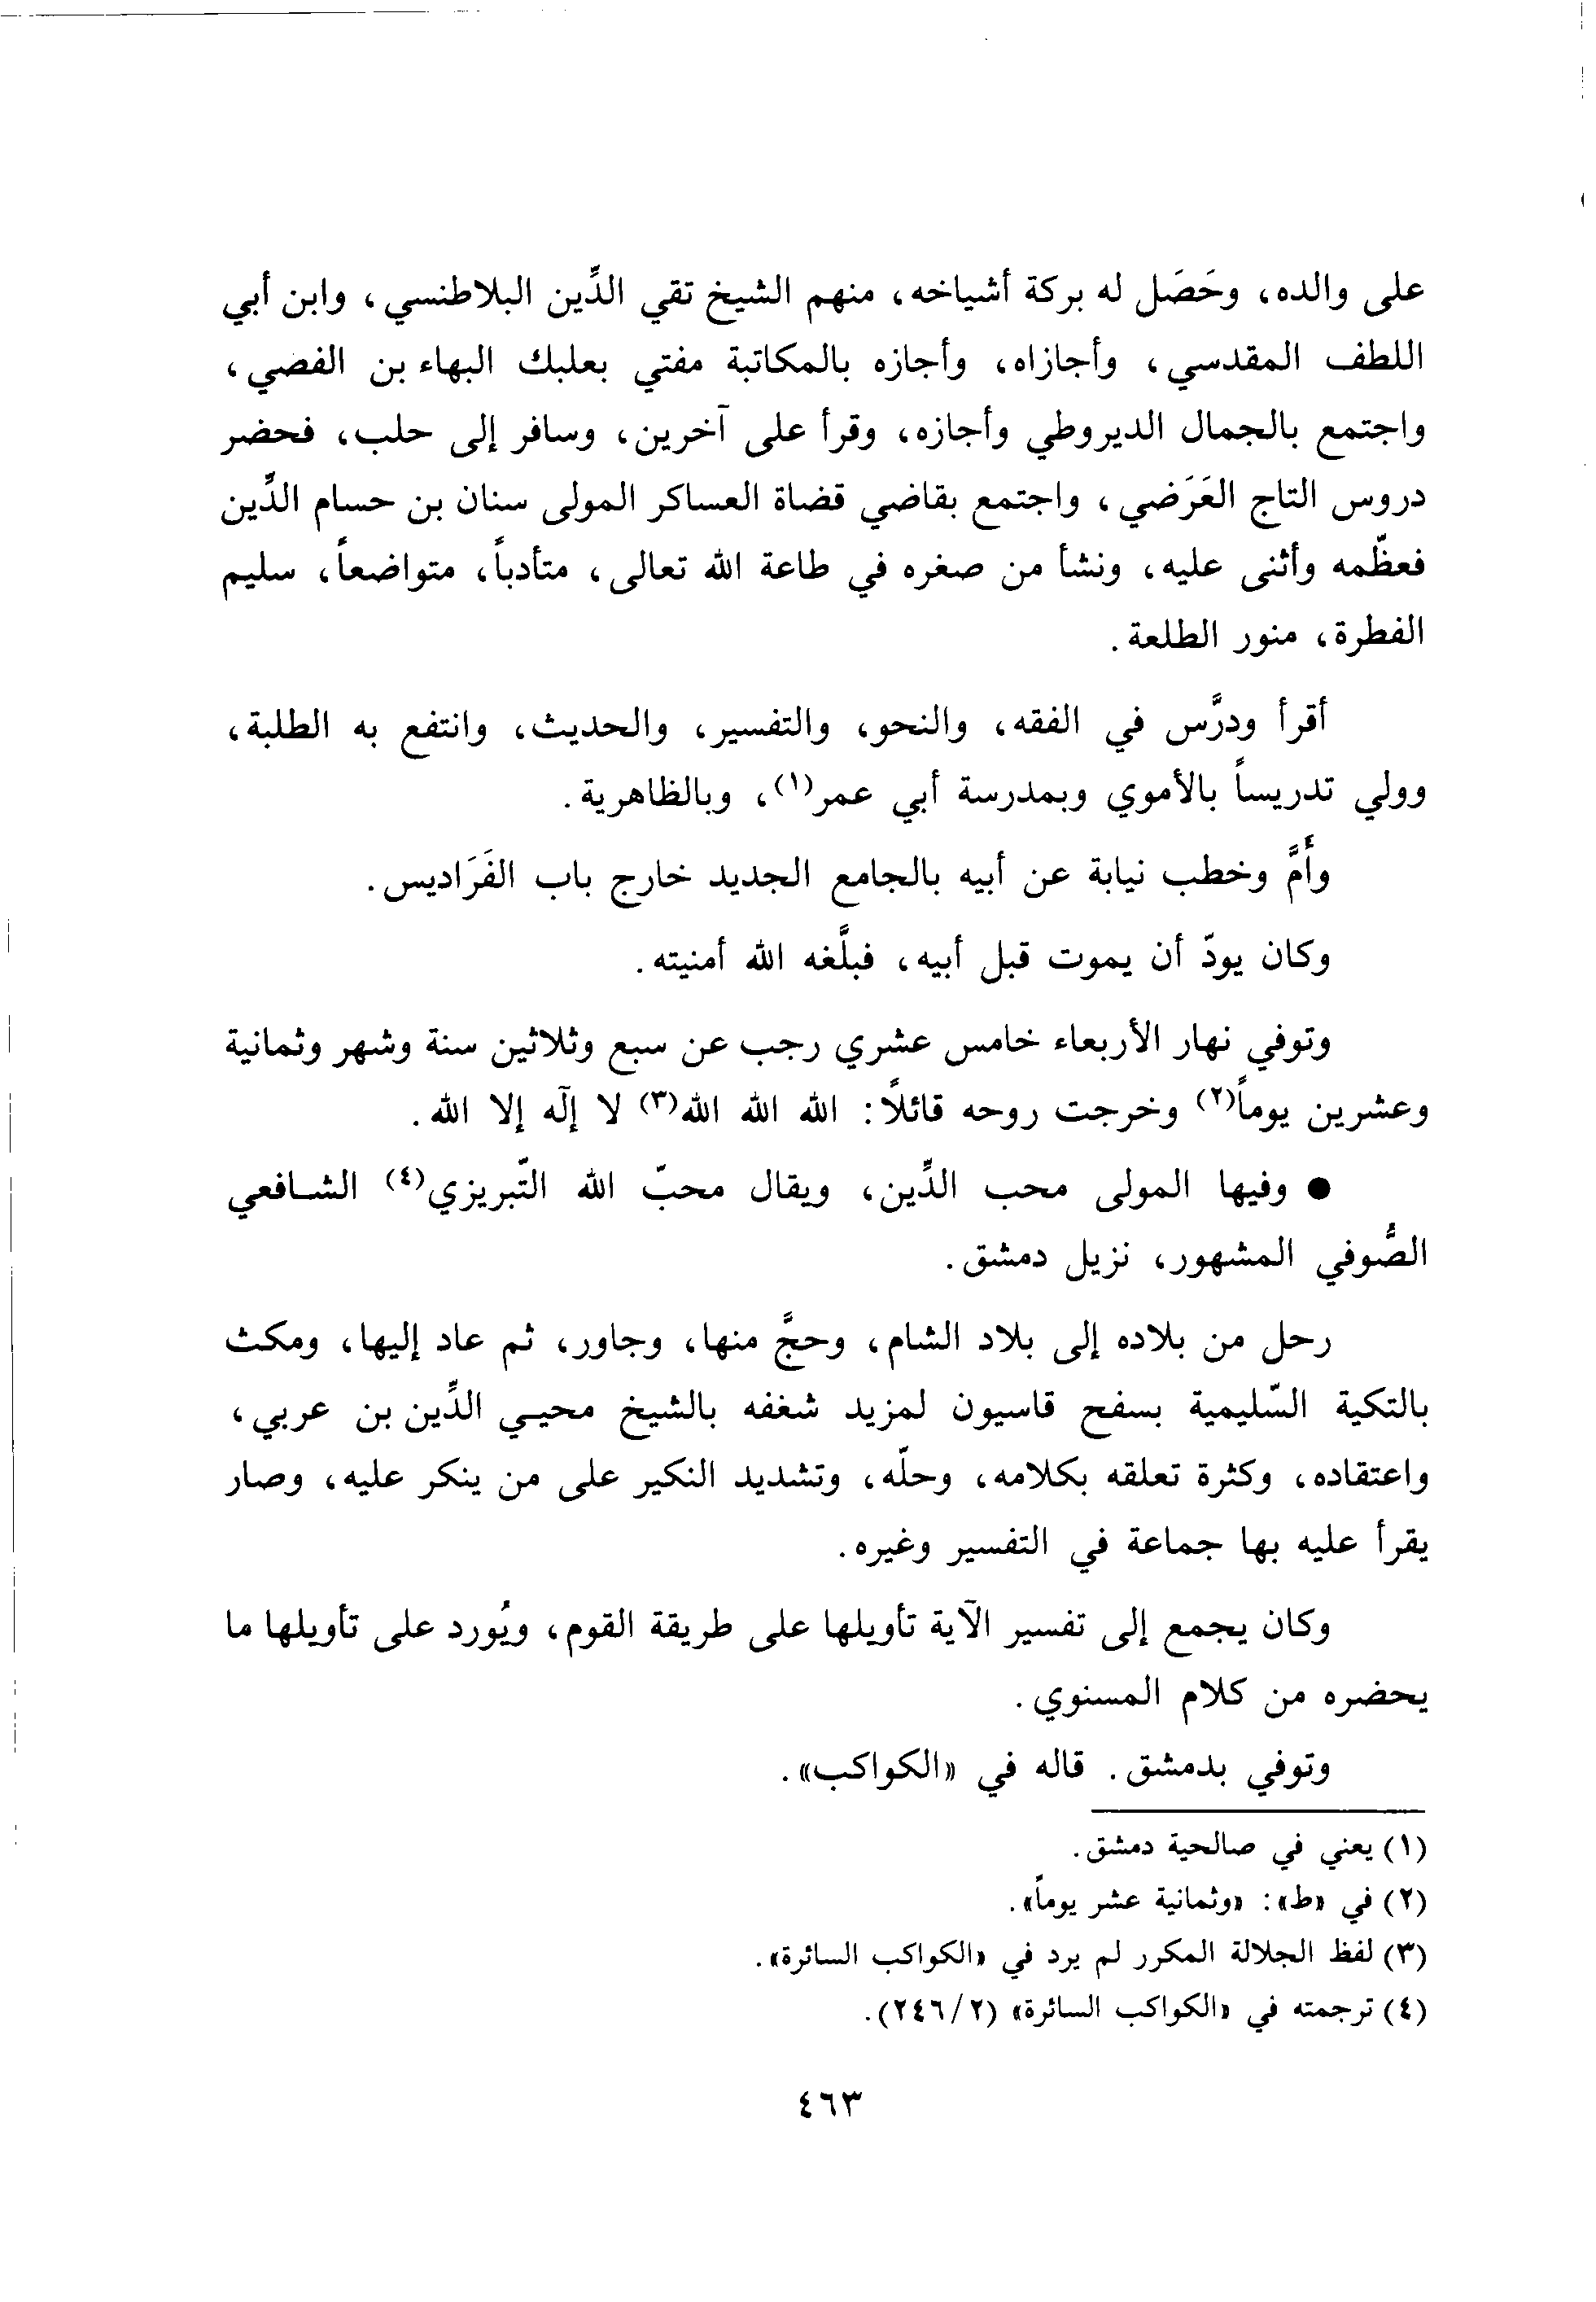 على والده، وحَصَل له بركة أشياخه، منهم الشيخ تقي الدِّين البلاطنسي، وابن أبي
اللطف المقدسي، وأجازاه، وأجازه بالمكاتبة مفتي بعلبك البهاء بن الفصي،
واجتمع بالجمال الديروطي وأجازه، وقرأ على آخرين، وسافر إلى حلب، فحضر
دروس التاج العَرَضي، واجتمع بقاضي قضاة العساكر المولى سنان بن حسام الدِّين
فعظّمه وأثنى عليه، ونشأ من صغره في طاعة الله تعالى، متأدباً، متواضعاً، سليم
الفطرة، منور الطلعة.
أقرأ ودرَّس في الفقه، والنحو، والتفسير، والحديث، وانتفع به الطلبة،
وولي تدريساً بالأموي وبمدرسة أبي عمر(١)، وبالظاهرية.
وأَمَّ وخطب نيابة عن أبيه بالجامع الجديد خارج باب الفَرَاديس.
وكان يودّ أن يموت قبل أبيه، فبلَّغه الله أمنيته.
وتوفي نهار الأربعاء خامس عشري رجب عن سبع وثلاثين سنة وشهر وثمانية
وعشرين يوماً(٢) وخرجت روحه قائلاً: الله الله الله(٣) لا إلٓه إلا الله.
● وفيها المولى محب الدِّين، ويقال محبّ الله التّبريزي(٤) الشافعي
الصُّوفي المشهور، نزيل دمشق.
رحل من بلاده إلى بلاد الشام، وحجَّ منها، وجاور، ثم عاد إليها، ومكث
بالتكية السّليمية بسفح قاسيون لمزيد شغفه بالشيخ محيي الدِّين بن عربي،
واعتقاده، وكثرة تعلقه بكلامه، وحلّه، وتشديد النكير على من ينكر عليه، وصار
يقرأ عليه بها جماعة في التفسير وغيره.
وكان يجمع إلى تفسير الآية تأويلها على طريقة القوم، ويُورد على تأويلها ما
يحضره من كلام المسنوي.
وتوفي بدمشق. قاله في «الكواكب».
(١) يعني في صالحية دمشق.
(٢) في «ط»: «وثمانية عشر يوماً».
(٣) لفظ الجلالة المكرر لم يرد في «الكواكب السائرة».
(٤) ترجمته في «الكواكب السائرة» (٢/٢٤٦).
٤٦٣